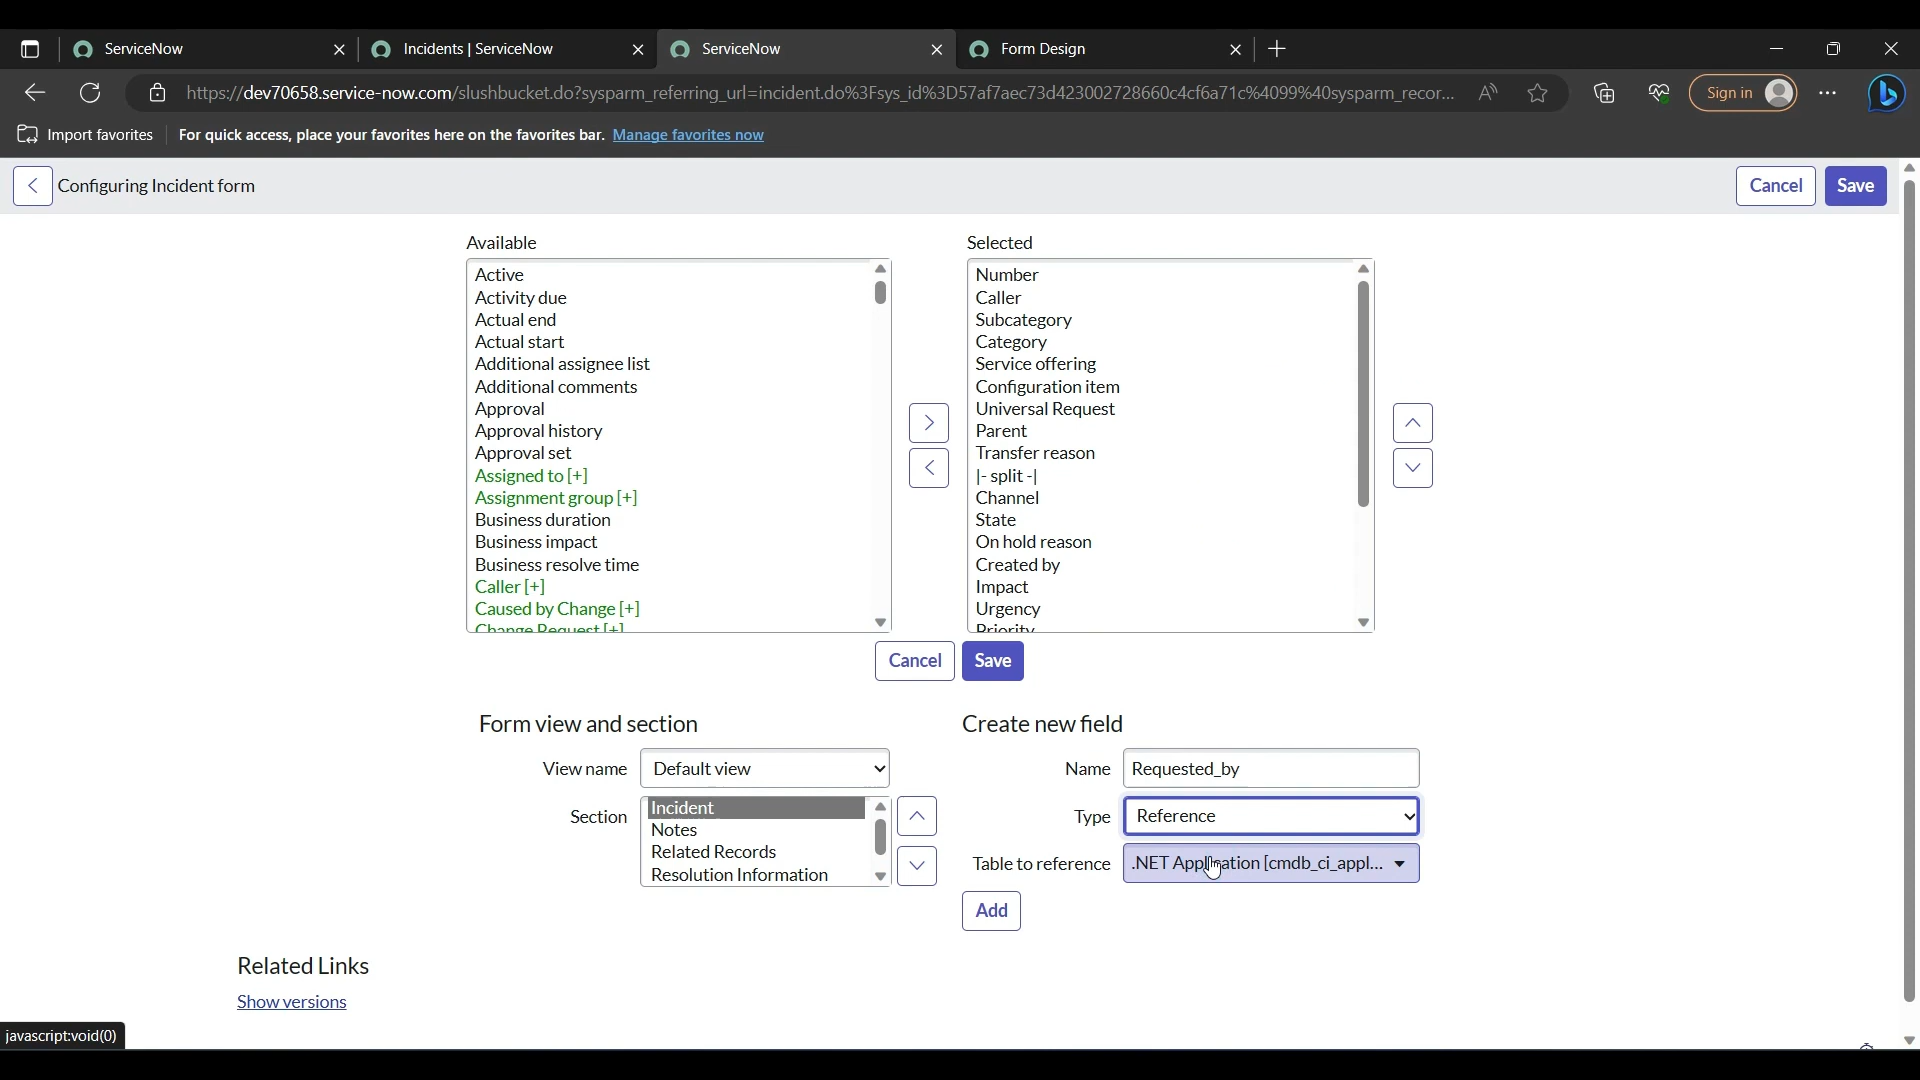 ServiceNow
Incidents | ServiceNow
ServiceNow
Form Design
https://dev70658.service-now.com/slushbucket.do?sysparm_referring_url=incident.do%3Fsys_id%3D57af7aec73d423002728660c4cf6a71c%4099%40sysparm_recor...
Sign in
Import favorites
For quick access, place your favorites here on the favorites bar. Manage favorites now
Configuring Incident form
Cancel
Save
Available
Active
Activity due
Actual end
Actual start
Additional assignee list
Additional comments
Approval
Approval history
Approval set
Assigned to [+]
Assignment group [+]
Business duration
Business impact
Business resolve time
Caller [+]
Caused by Change [+]
Change Request [+]
Selected
Number
Caller
Subcategory
Category
Service offering
Configuration item
Universal Request
Parent
Transfer reason
|- split -|
Channel
State
On hold reason
Created by
Impact
Urgency
Priority
Cancel
Save
Form view and section
View name
Default view
Section
Incident
Notes
Related Records
Resolution Information
Create new field
Name
Requested_by
Type
Reference
Table to reference
.NET Application [cmdb_ci_appl...
Add
Related Links
Show versions
javascript:void(0)